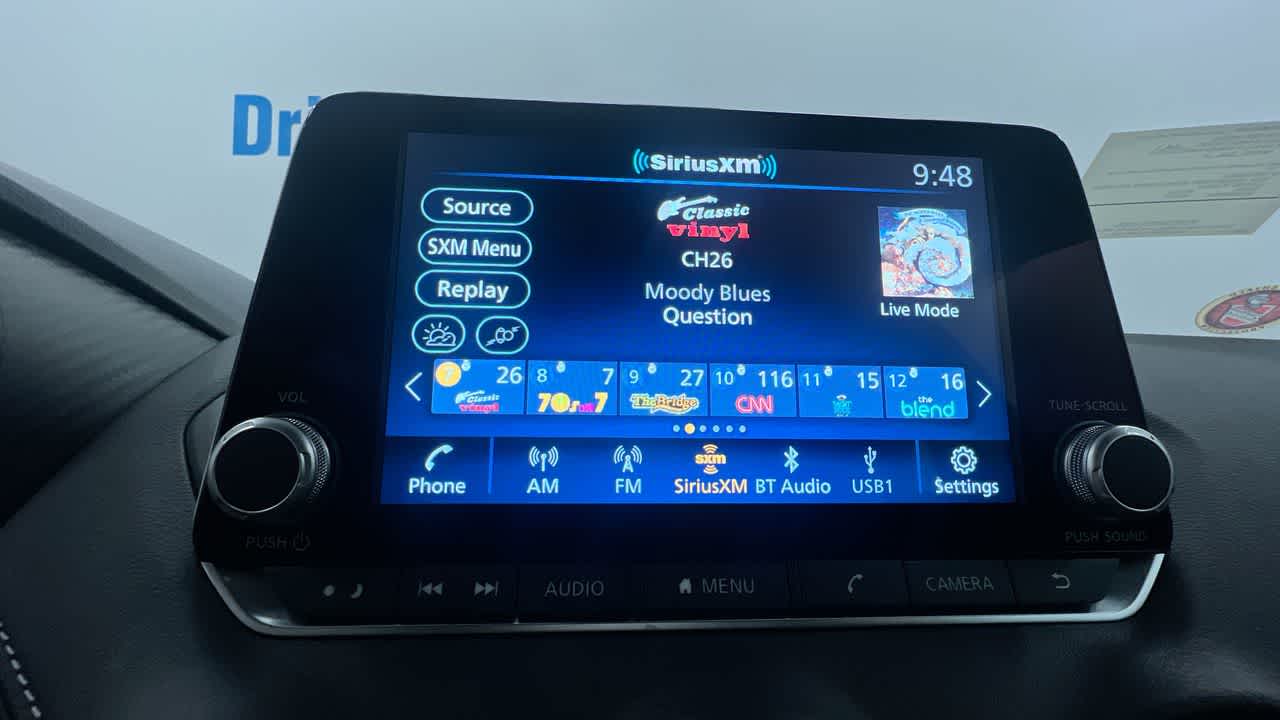 SiriusXM
9:48
Source
SXM Menu
Replay
Classic
vinyl
CH26
Moody Blues
Question
Live Mode
7 26
Classic
vinyl
8 7
70s on 7
9 27
The Bridge
10 116
CNN
11 15
12 16
the
blend
Phone
AM
FM
sxm
SiriusXM
BT Audio
USB1
Settings
VOL
PUSH
TUNE·SCROLL
PUSH SOUND
AUDIO
MENU
CAMERA